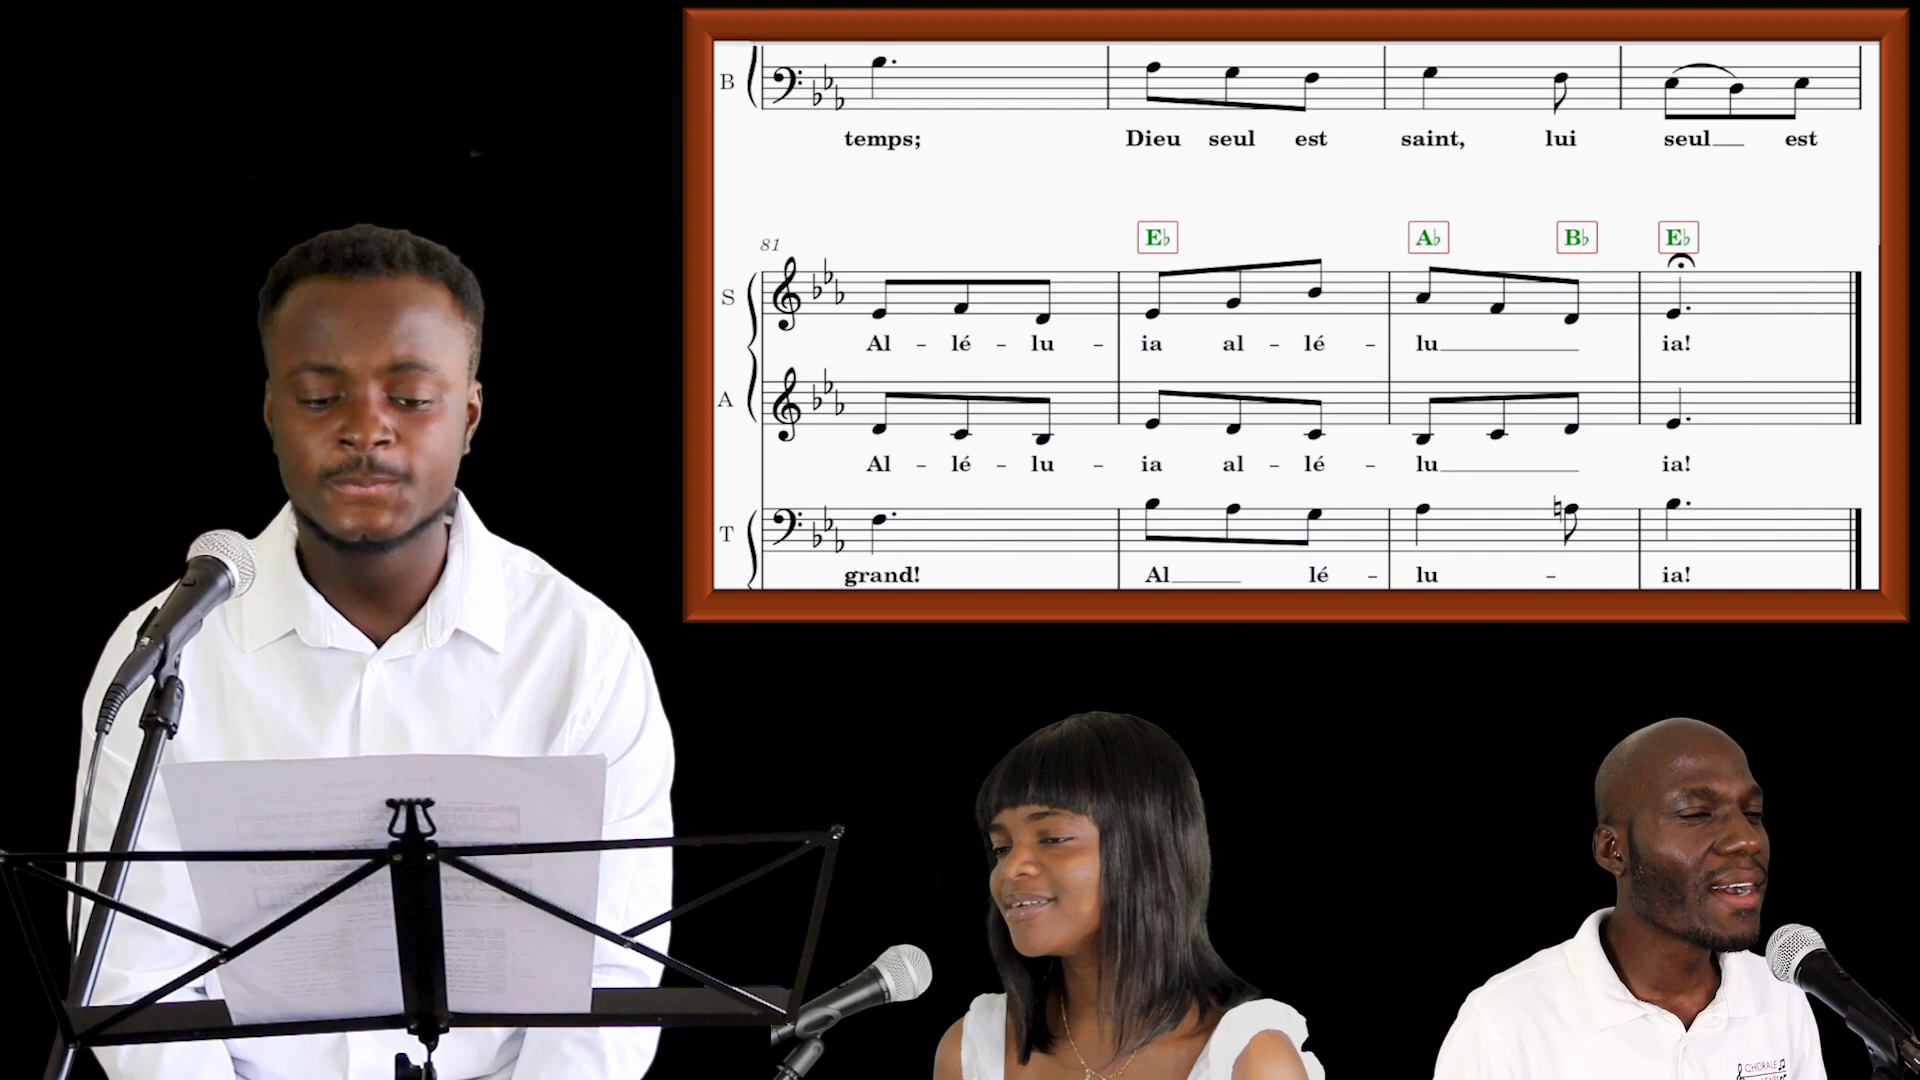 B
temps; Dieu seul est saint, lui seul est
E♭ A♭ B♭ E♭
81
S
Al - lé - lu - ia al - lé - lu ia!
A
Al - lé - lu - ia al - lé - lu ia!
T
grand! Al lé - lu - ia!
CHORALE